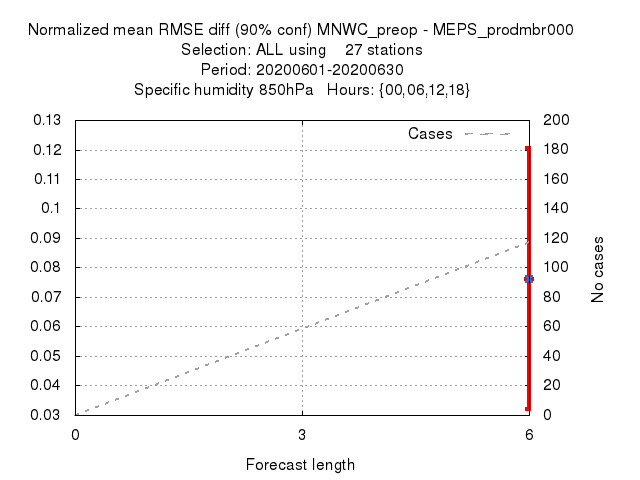 Normalized mean RMSE diff (90% conf) MNWC_preop - MEPS_prodmbr000
Selection: ALL using 27 stations
Period: 20200601-20200630
Specific humidity 850hPa Hours: {00,06,12,18}
Cases
0.13
0.12
0.11
0.1
0.09
0.08
0.07
0.06
0.05
0.04
0.03
200
180
160
140
120
100
80
60
40
20
0
No cases
0 3 6
Forecast length